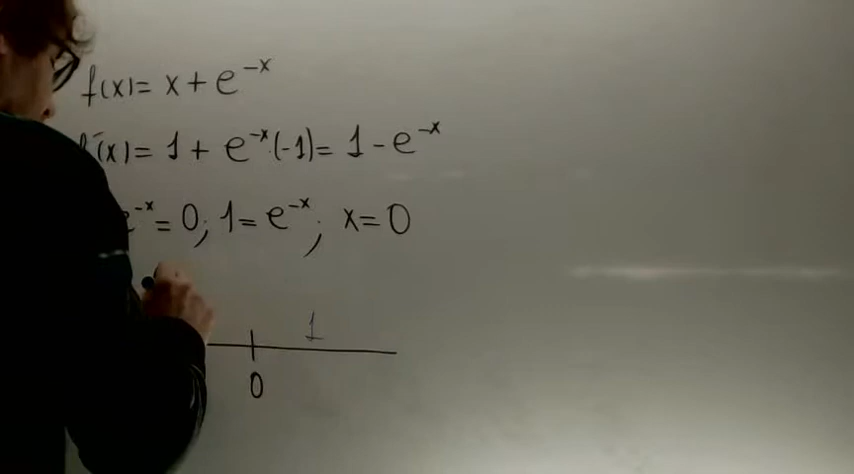 f(x)= x + e^-x
f'(x)= 1 + e^-x·(-1)= 1 - e^-x
e^-x = 0; 1= e^-x; x= 0
1
0